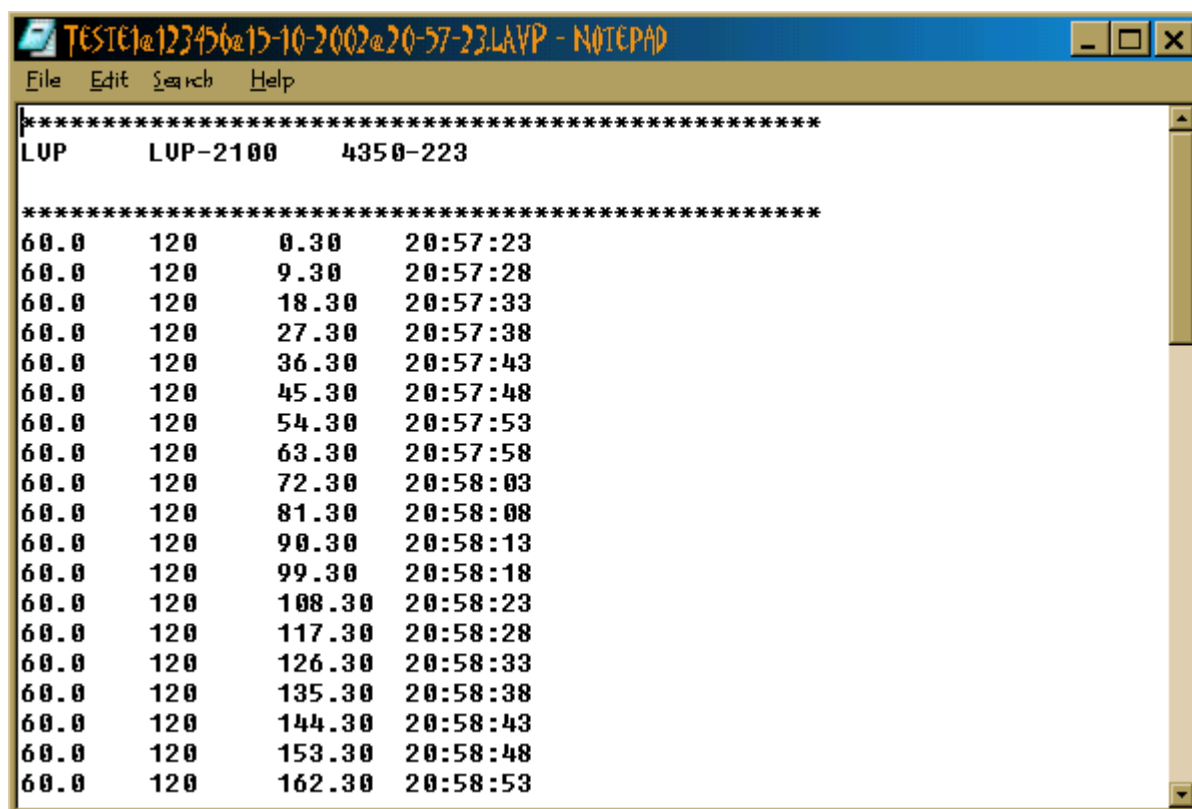 TESTE1@123456@15-10-2002@20-57-23.LAVP - NOTEPAD
File Edit Search Help
**************************************************
LVP LVP-2100 4350-223
**************************************************
60.0 120 0.30 20:57:23
60.0 120 9.30 20:57:28
60.0 120 18.30 20:57:33
60.0 120 27.30 20:57:38
60.0 120 36.30 20:57:43
60.0 120 45.30 20:57:48
60.0 120 54.30 20:57:53
60.0 120 63.30 20:57:58
60.0 120 72.30 20:58:03
60.0 120 81.30 20:58:08
60.0 120 90.30 20:58:13
60.0 120 99.30 20:58:18
60.0 120 108.30 20:58:23
60.0 120 117.30 20:58:28
60.0 120 126.30 20:58:33
60.0 120 135.30 20:58:38
60.0 120 144.30 20:58:43
60.0 120 153.30 20:58:48
60.0 120 162.30 20:58:53